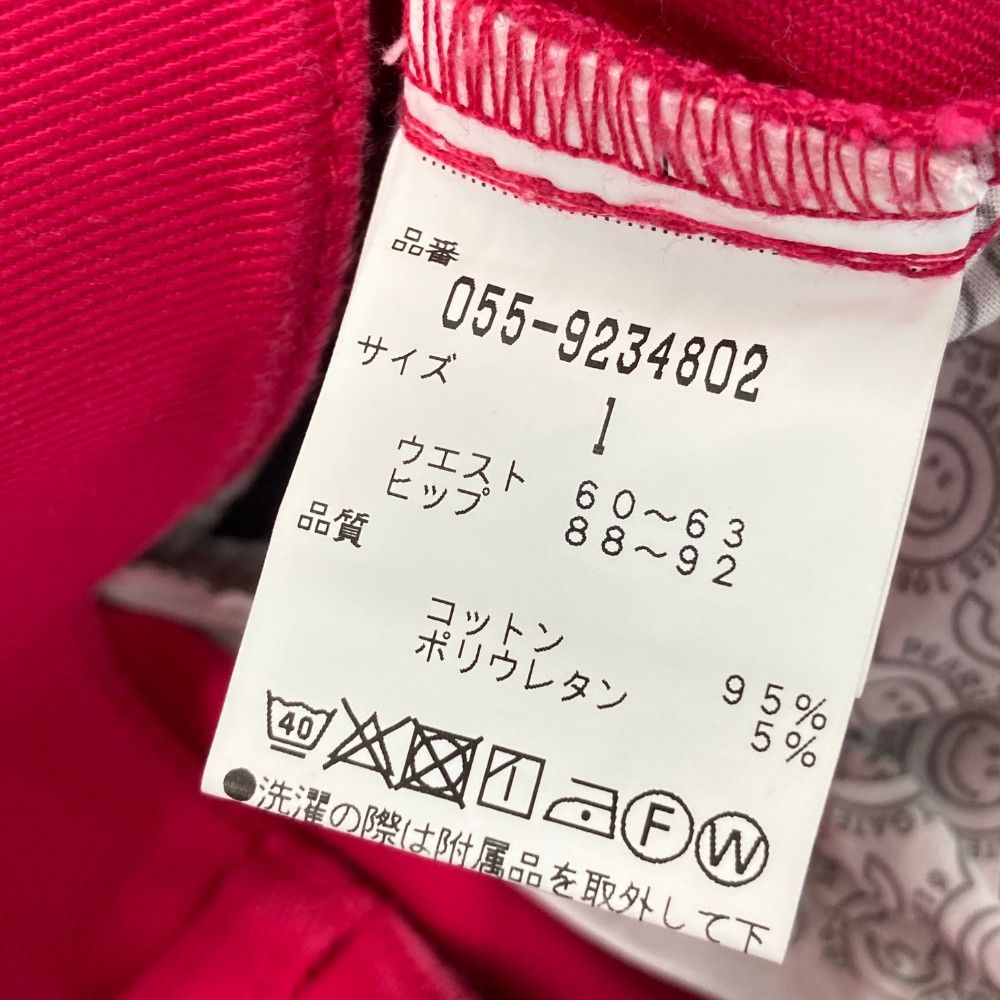 品番
055-9234802
サイズ
1
ウエスト 60～63
ヒップ 88～92
品質
コットン 95%
ポリウレタン 5%
40
F W
●洗濯の際は附属品を取外して下
PEACE